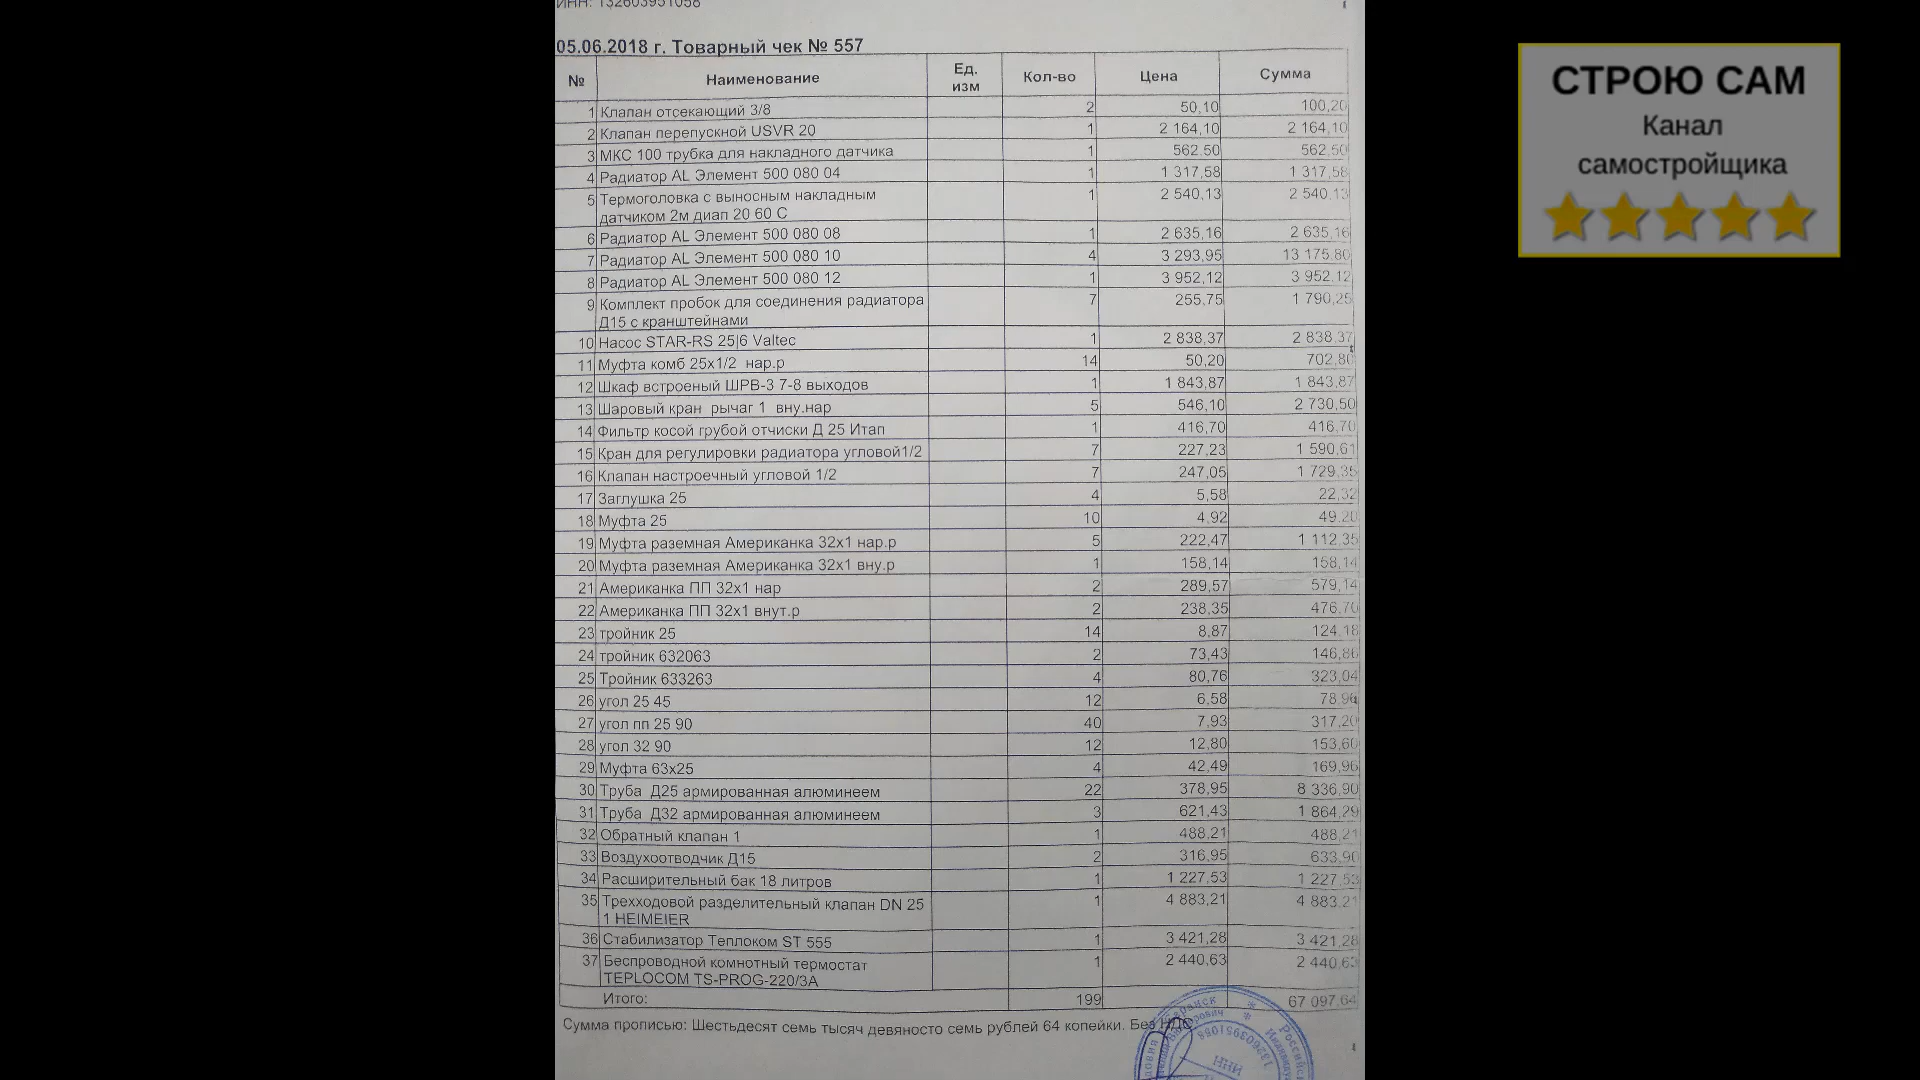 ИНН: 132603951058
05.06.2018 г. Товарный чек № 557
№ Наименование Ед. изм Кол-во Цена Сумма
1 Клапан отсекающий 3/8 2 50,10 100,20
2 Клапан перепускной USVR 20 1 2 164,10 2 164,10
3 МКС 100 трубка для накладного датчика 1 562.50 562.50
4 Радиатор AL Элемент 500 080 04 1 1 317,58 1 317,58
5 Термоголовка с выносным накладным 1 2 540,13 2 540,13
датчиком 2м диап 20 60 С
6 Радиатор AL Элемент 500 080 08 1 2 635,16 2 635,16
7 Радиатор AL Элемент 500 080 10 4 3 293,95 13 175,80
8 Радиатор AL Элемент 500 080 12 1 3 952,12 3 952,12
9 Комплект пробок для соединения радиатора 7 255,75 1 790,25
Д15 с кранштейнами
10 Насос STAR-RS 25|6 Valtec 1 2 838,37 2 838,37
11 Муфта комб 25х1/2 нар.р 14 50,20 702,80
12 Шкаф встроеный ШРВ-3 7-8 выходов 1 1 843,87 1 843,87
13 Шаровый кран рычаг 1 вну.нар 5 546,10 2 730,50
14 Фильтр косой грубой отчиски Д 25 Итап 1 416,70 416,70
15 Кран для регулировки радиатора угловой1/2 7 227,23 1 590,61
16 Клапан настроечный угловой 1/2 7 247,05 1 729,35
17 Заглушка 25 4 5,58 22,32
18 Муфта 25 10 4,92 49,20
19 Муфта раземная Американка 32х1 нар.р 5 222,47 1 112,35
20 Муфта раземная Американка 32х1 вну.р 1 158,14 158,14
21 Американка ПП 32х1 нар 2 289,57 579,14
22 Американка ПП 32х1 внут.р 2 238,35 476,70
23 тройник 25 14 8,87 124,18
24 тройник 632063 2 73,43 146,86
25 Тройник 633263 4 80,76 323,04
26 угол 25 45 12 6,58 78,96
27 угол пп 25 90 40 7,93 317,20
28 угол 32 90 12 12,80 153,60
29 Муфта 63х25 4 42,49 169,96
30 Труба Д25 армированная алюминеем 22 378,95 8 336,90
31 Труба Д32 армированная алюминеем 3 621,43 1 864,29
32 Обратный клапан 1 1 488,21 488,21
33 Воздухоотводчик Д15 2 316,95 633,90
34 Расширительный бак 18 литров 1 1 227,53 1 227,53
35 Трехходовой разделительный клапан DN 25 1 4 883,21 4 883,21
1 HEIMEIER
36 Стабилизатор Теплоком ST 555 1 3 421,28 3 421,28
37 Беспроводной комнотный термостат 1 2 440,63 2 440,63
TEPLOCOM TS-PROG-220/3A
Итого: 199 67 097,64
Сумма прописью: Шестьдесят семь тысяч девяносто семь рублей 64 копейки. Без НДС
132603951058
ИНН
СТРОЮ САМ
Канал
самостройщика